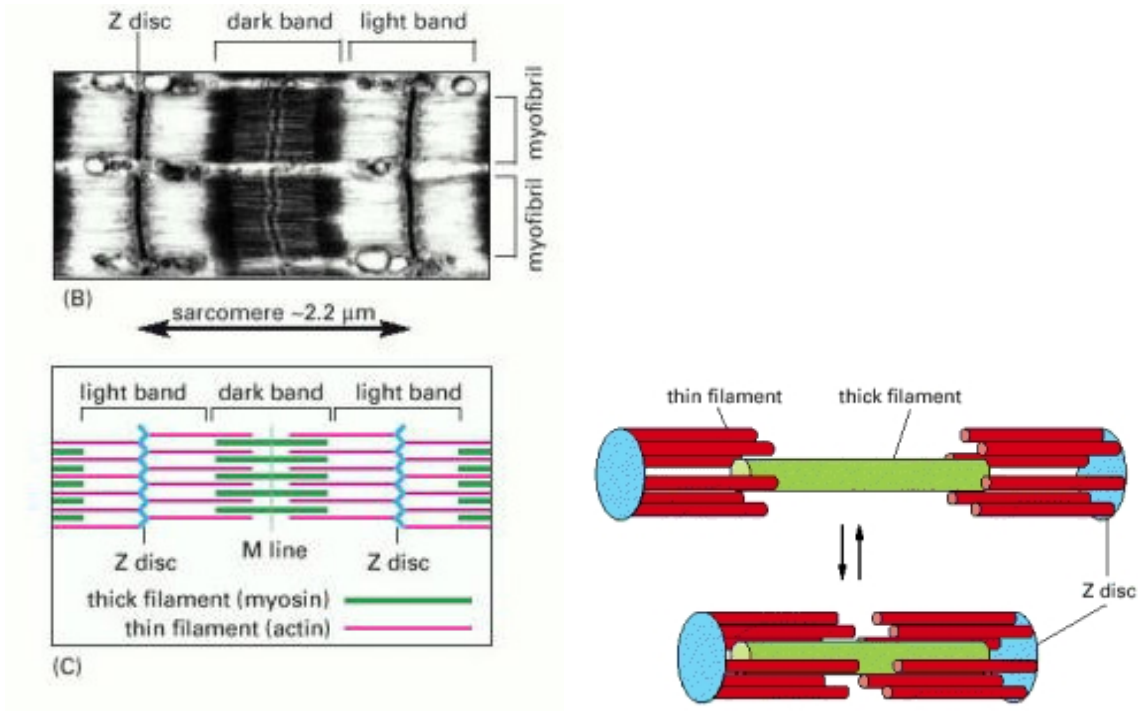 Z disc dark band light band
myofibril
myofibril
(B)
sarcomere ~2.2 µm
light band dark band light band
Z disc M line Z disc
thick filament (myosin)
thin filament (actin)
(C)
thin filament thick filament
Z disc